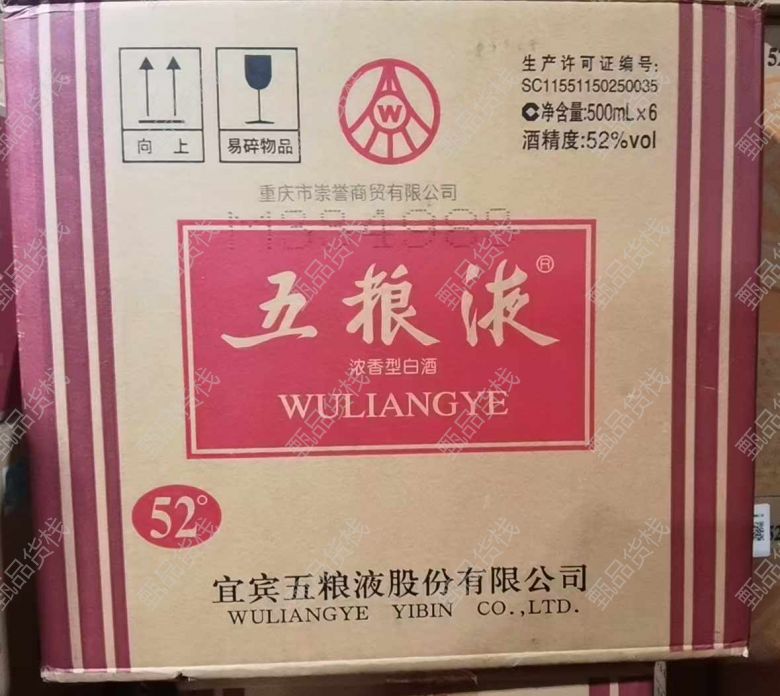 向 上
易碎物品
W
生产许可证编号:
SC11551150250035
C净含量:500mL×6
酒精度:52%vol
重庆市崇誉商贸有限公司
五粮液®
浓香型白酒
WULIANGYE
52°
宜宾五粮液股份有限公司
WULIANGYE YIBIN CO.,LTD.
甄品货栈